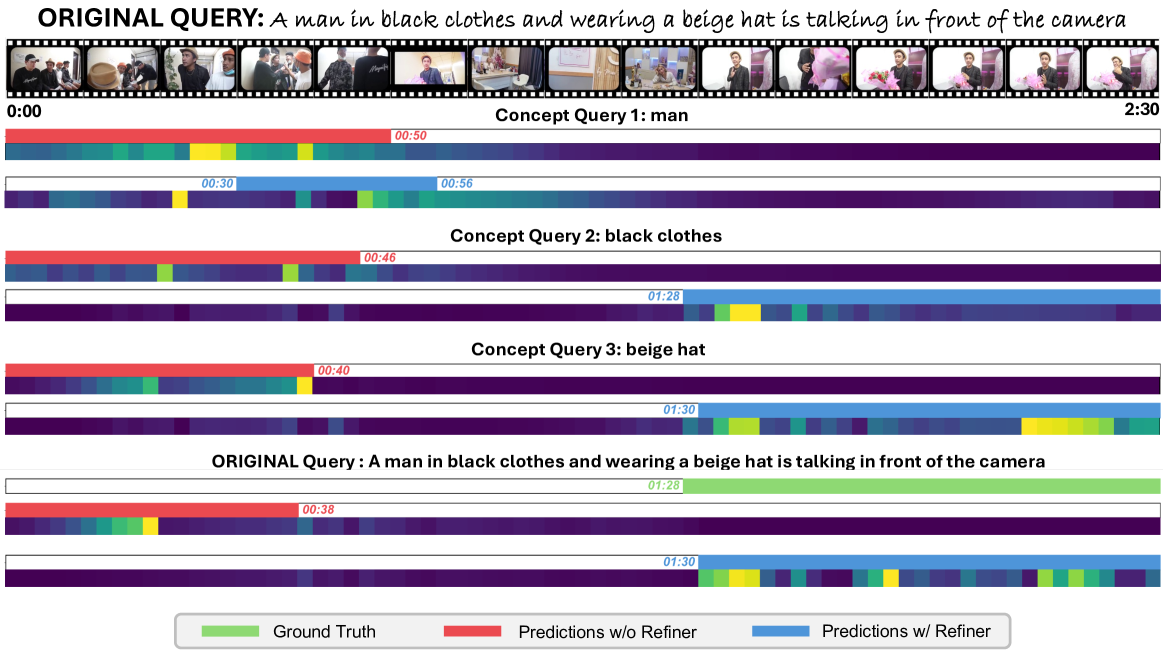 ORIGINAL QUERY: A man in black clothes and wearing a beige hat is talking in front of the camera
0:00
2:30
Concept Query 1: man
00:50
00:30
00:56
Concept Query 2: black clothes
00:46
01:28
Concept Query 3: beige hat
00:40
01:30
ORIGINAL Query : A man in black clothes and wearing a beige hat is talking in front of the camera
01:28
00:38
01:30
Ground Truth
Predictions w/o Refiner
Predictions w/ Refiner